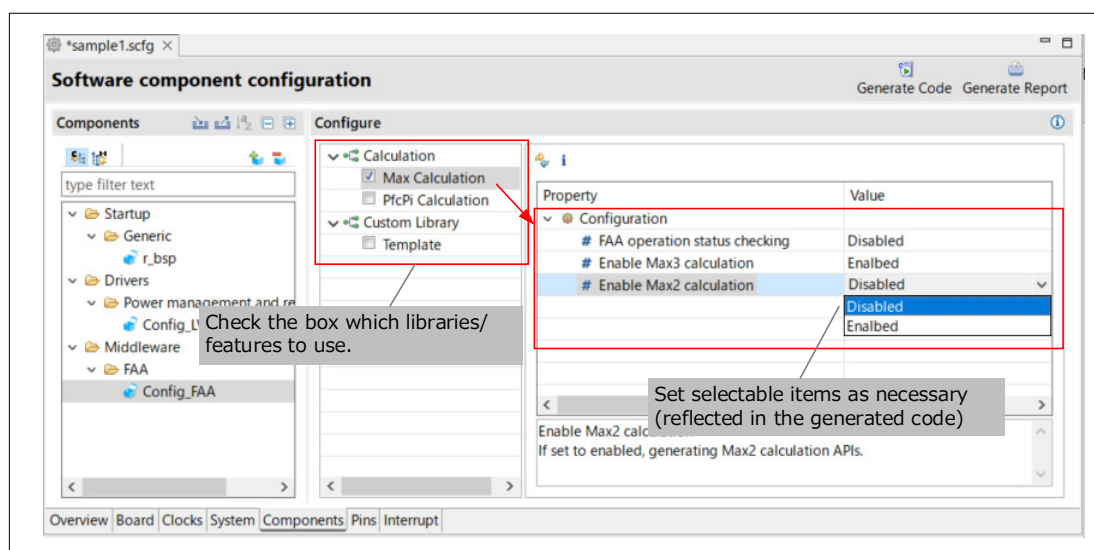 *sample1.scfg
Software component configuration
Generate Code Generate Report
Components
Configure
type filter text
Startup
Generic
r_bsp
Drivers
Power management and re
Config_L
Middleware
FAA
Config_FAA
Calculation
Max Calculation
PfcPi Calculation
Custom Library
Template
Check the box which libraries/
features to use.
Property Value
Configuration
FAA operation status checking Disabled
Enable Max3 calculation Enalbed
Enable Max2 calculation Disabled
Disabled
Enalbed
Set selectable items as necessary
(reflected in the generated code)
Enable Max2 calc
If set to enabled, generating Max2 calculation APIs.
Overview Board Clocks System Components Pins Interrupt